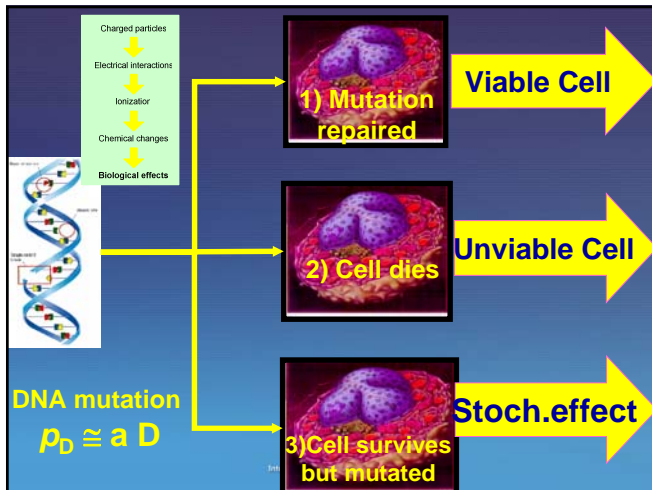 Charged particles
Electrical interactions
Ionizatior
Chemical changes
Biological effects
1) Mutation
repaired
Viable Cell
2) Cell dies
Unviable Cell
DNA mutation
pD ≅ a D
3)Cell survives
but mutated
Stoch.effect